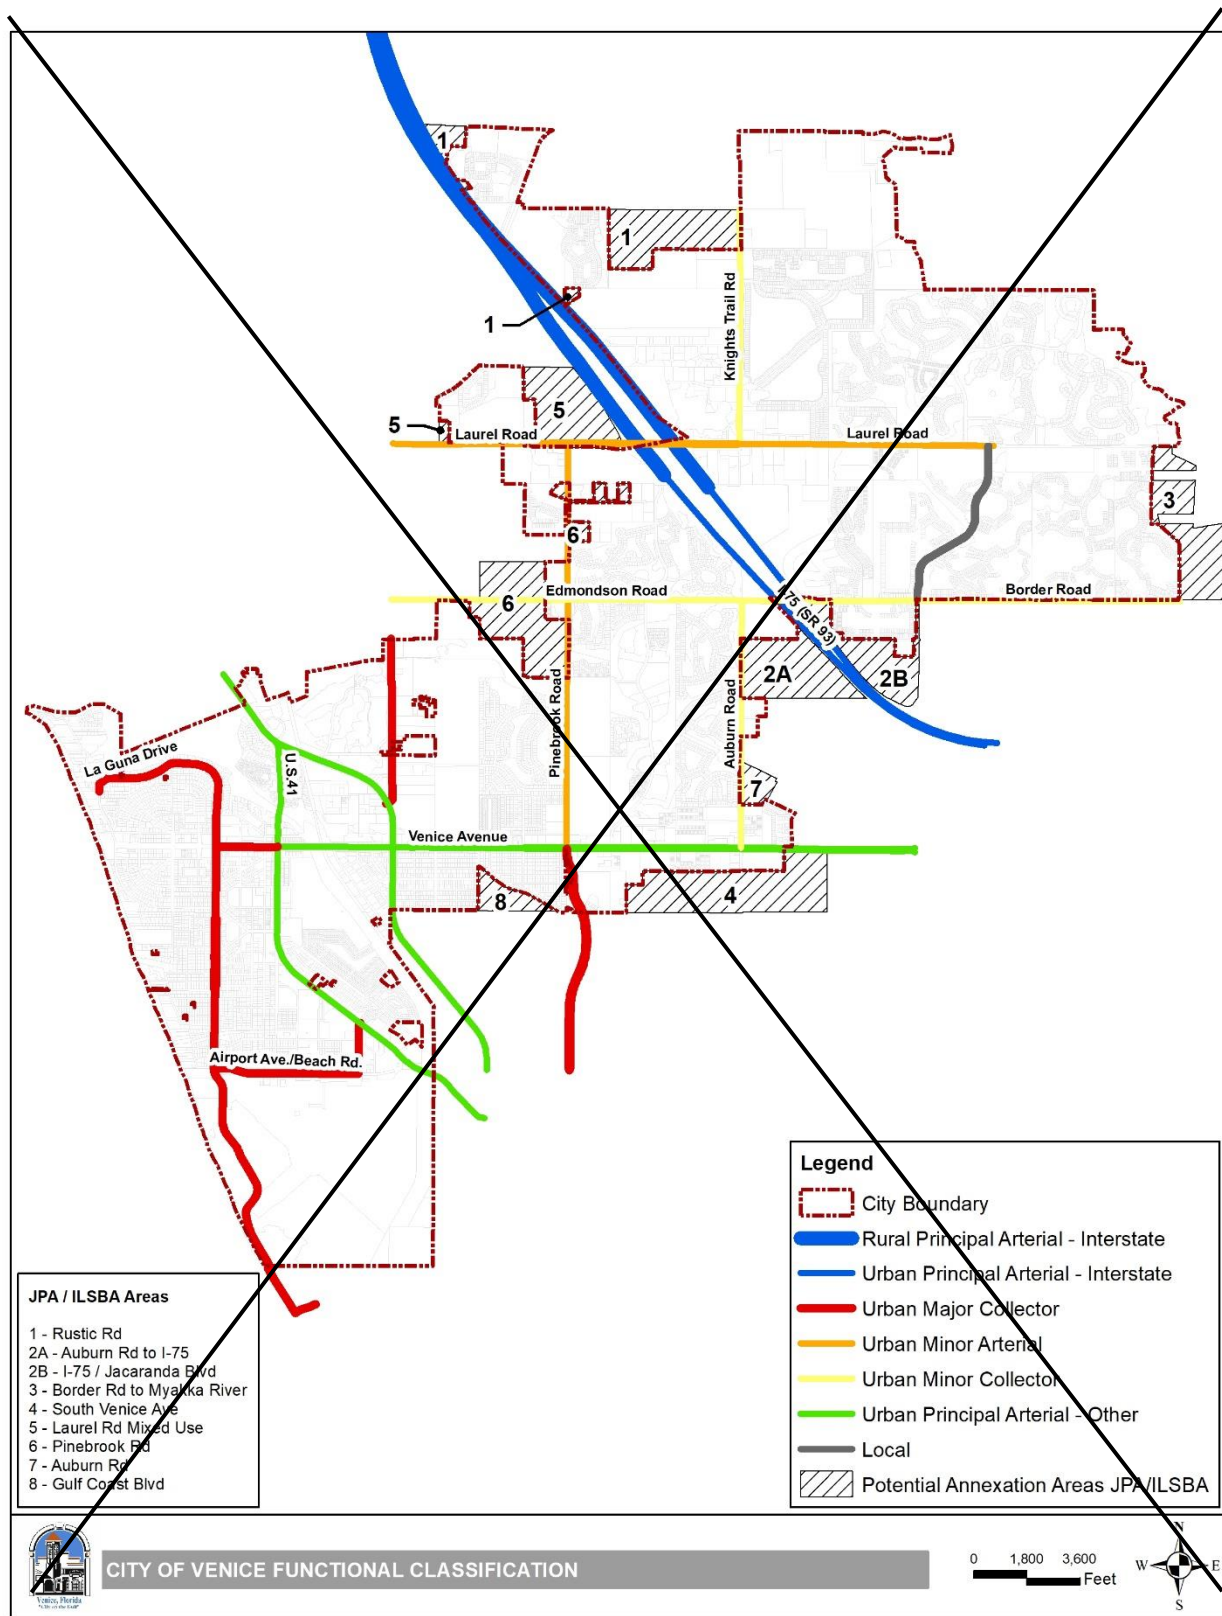 1
1
1
Knights Trail Rd
5
5
Laurel Road
Laurel Road
3
6
6
Edmondson Road
Border Road
I-75 (SR 93)
2A
2B
Pinebrook Road
Auburn Road
La Guna Drive
U.S.41
7
Venice Avenue
4
8
Airport Ave./Beach Rd.
Legend
City Boundary
Rural Principal Arterial - Interstate
Urban Principal Arterial - Interstate
Urban Major Collector
Urban Minor Arterial
Urban Minor Collector
Urban Principal Arterial - Other
Local
Potential Annexation Areas JPA/ILSBA
JPA / ILSBA Areas
1 - Rustic Rd
2A - Auburn Rd to I-75
2B - I-75 / Jacaranda Blvd
3 - Border Rd to Myakka River
4 - South Venice Ave
5 - Laurel Rd Mixed Use
6 - Pinebrook Rd
7 - Auburn Rd
8 - Gulf Coast Blvd
Venice, Florida
"City on the Gulf"
CITY OF VENICE FUNCTIONAL CLASSIFICATION
0 1,800 3,600
Feet
N
W E
S